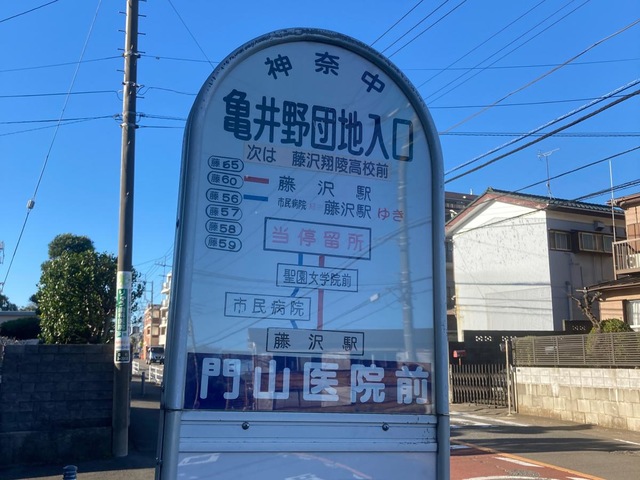 神奈中
亀井野団地入口
次は 藤沢翔陵高校前
藤65
藤60
藤56
藤57
藤58
藤59
藤沢駅
市民病院 藤沢駅ゆき
当停留所
聖園女学院前
市民病院
藤沢駅
門山医院前